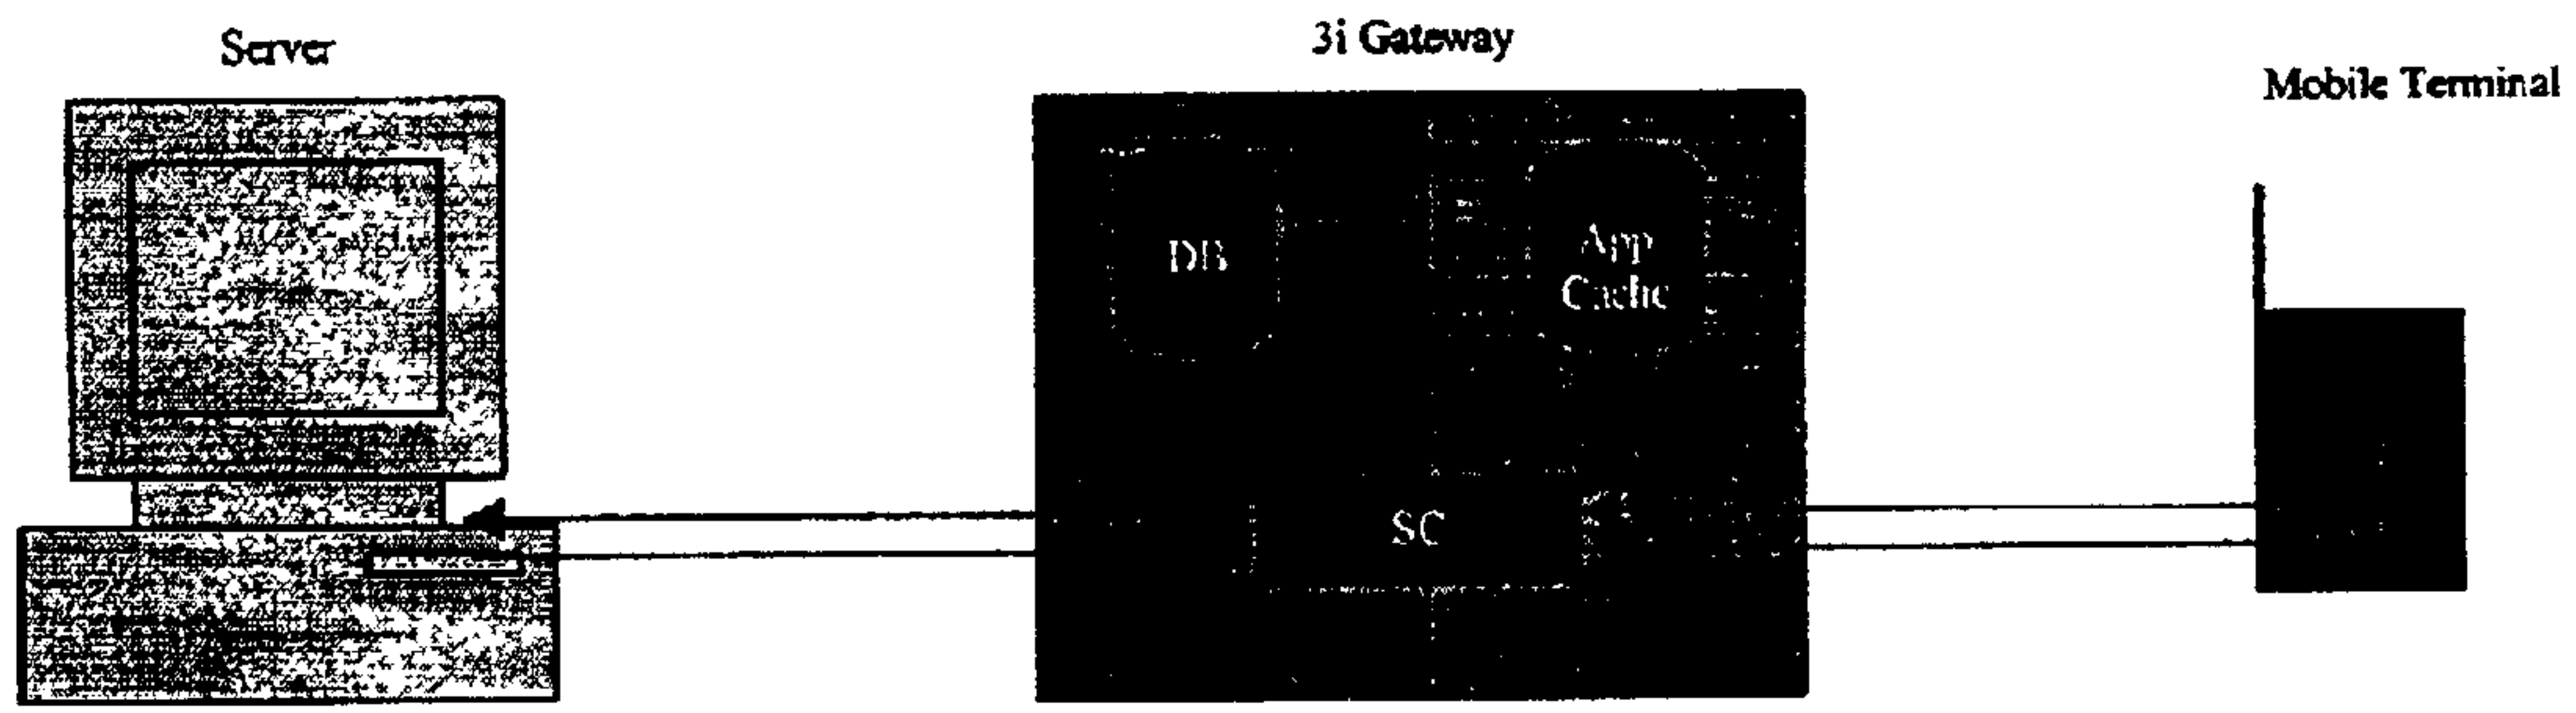 Server
3i Gateway
Mobile Terminal
DB
App
Cache
SC